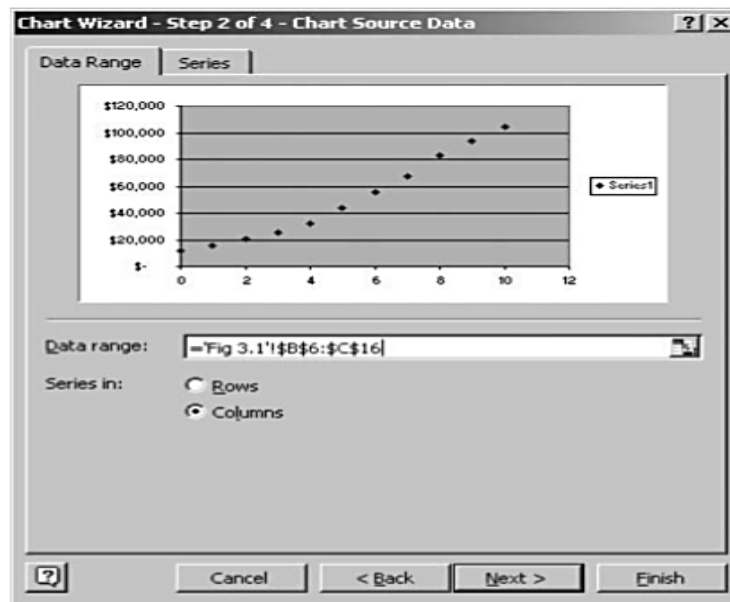 Chart Wizard - Step 2 of 4 - Chart Source Data
Data Range
Series
$120,000
$100,000
$80,000
$60,000
$40,000
$20,000
$-
0 2 4 6 8 10 12
Series1
Data range:
='Fig 3.1'!$B$6:$C$16
Series in:
Rows
Columns
Cancel
< Back
Next >
Finish